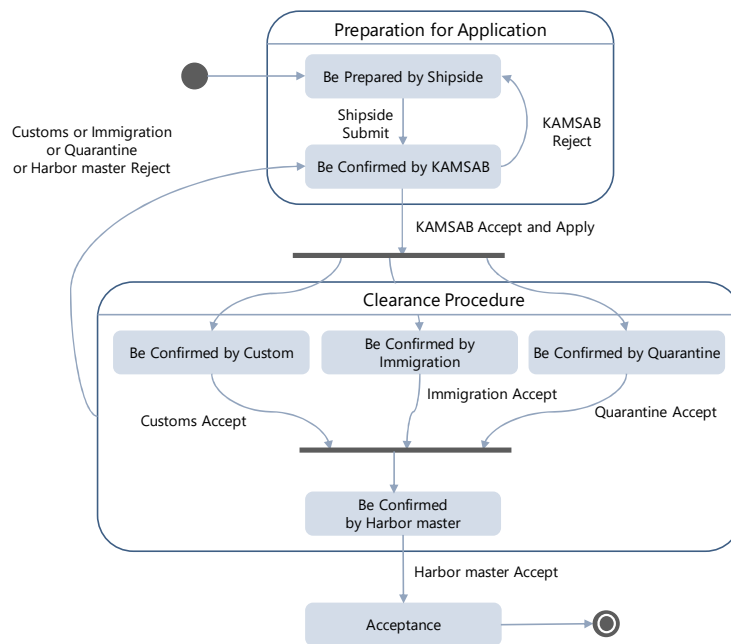 Preparation for Application
Be Prepared by Shipside
Shipside
Submit
KAMSAB
Reject
Customs or Immigration
or Quarantine
or Harbor master Reject
Be Confirmed by KAMSAB
KAMSAB Accept and Apply
Clearance Procedure
Be Confirmed by Custom
Be Confirmed by
Immigration
Be Confirmed by Quarantine
Customs Accept
Immigration Accept
Quarantine Accept
Be Confirmed
by Harbor master
Harbor master Accept
Acceptance